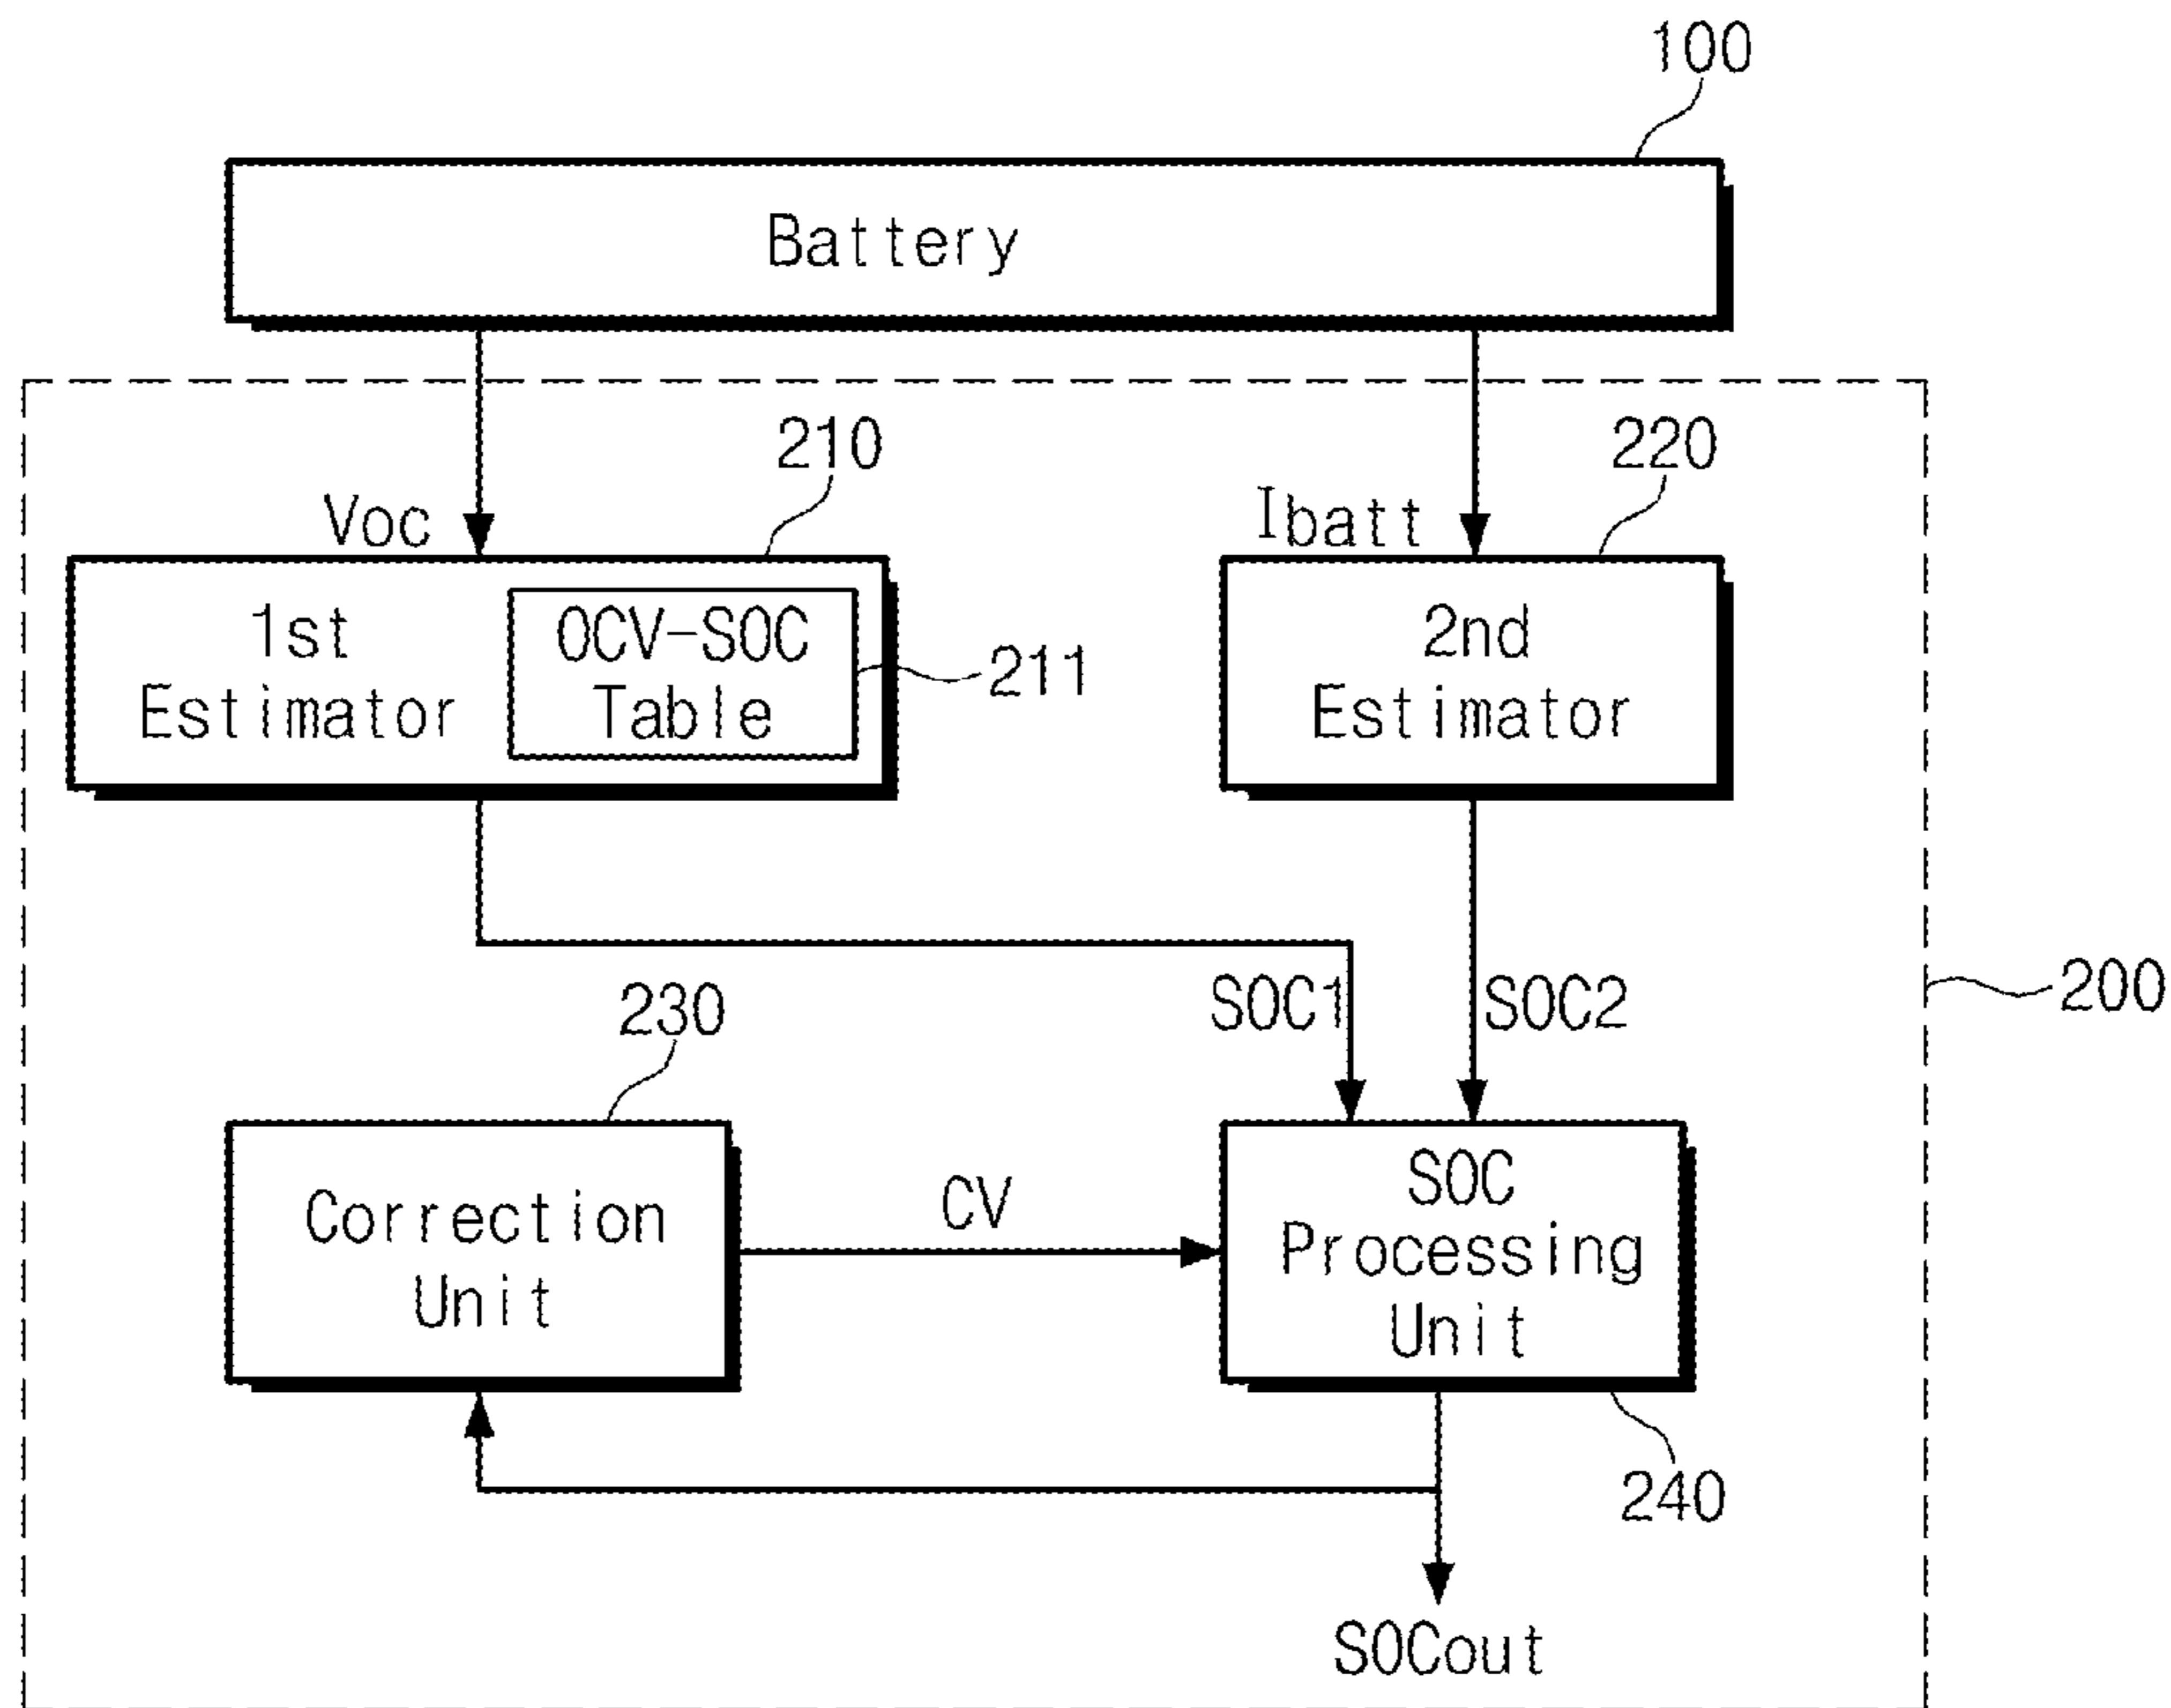 100
Battery
210
220
Voc
Ibatt
1st
Estimator
OCV-SOC
Table
211
2nd
Estimator
SOC1
SOC2
200
230
Correction
Unit
CV
SOC
Processing
Unit
240
SOCout